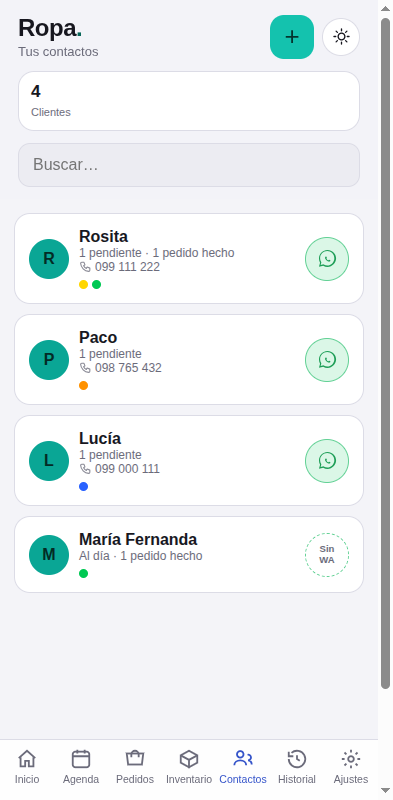 Ropa.
Tus contactos
+
4
Clientes
Buscar…
R
Rosita
1 pendiente · 1 pedido hecho
099 111 222
P
Paco
1 pendiente
098 765 432
L
Lucía
1 pendiente
099 000 111
M
María Fernanda
Al día · 1 pedido hecho
Sin
WA
Inicio
Agenda
Pedidos
Inventario
Contactos
Historial
Ajustes